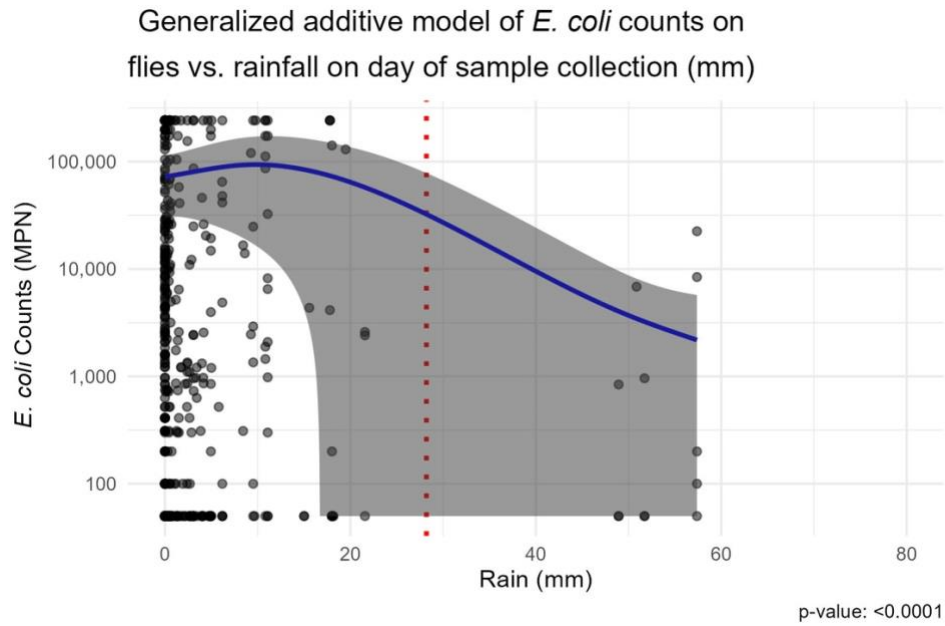 Generalized additive model of E. coli counts on
flies vs. rainfall on day of sample collection (mm)
E. coli Counts (MPN)
100,000
10,000
1,000
100
0 20 40 60 80
Rain (mm)
p-value: <0.0001